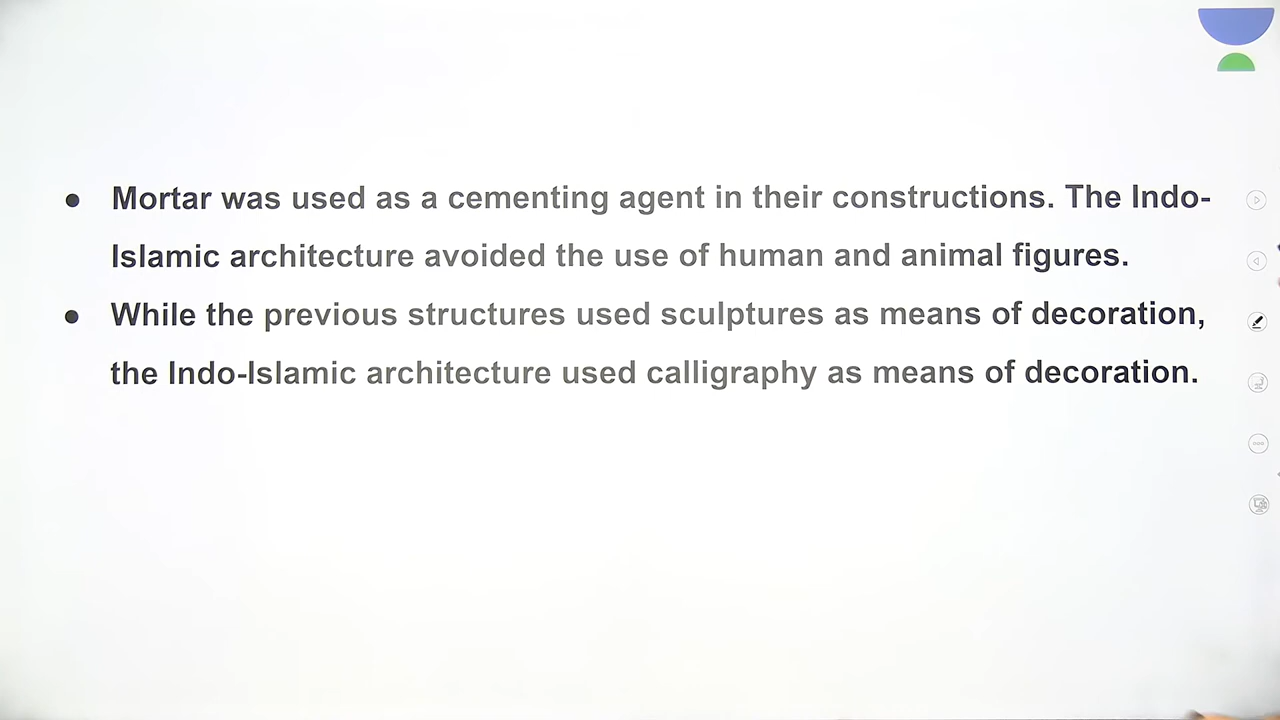 ● Mortar was used as a cementing agent in their constructions. The Indo-
Islamic architecture avoided the use of human and animal figures.
● While the previous structures used sculptures as means of decoration,
the Indo-Islamic architecture used calligraphy as means of decoration.